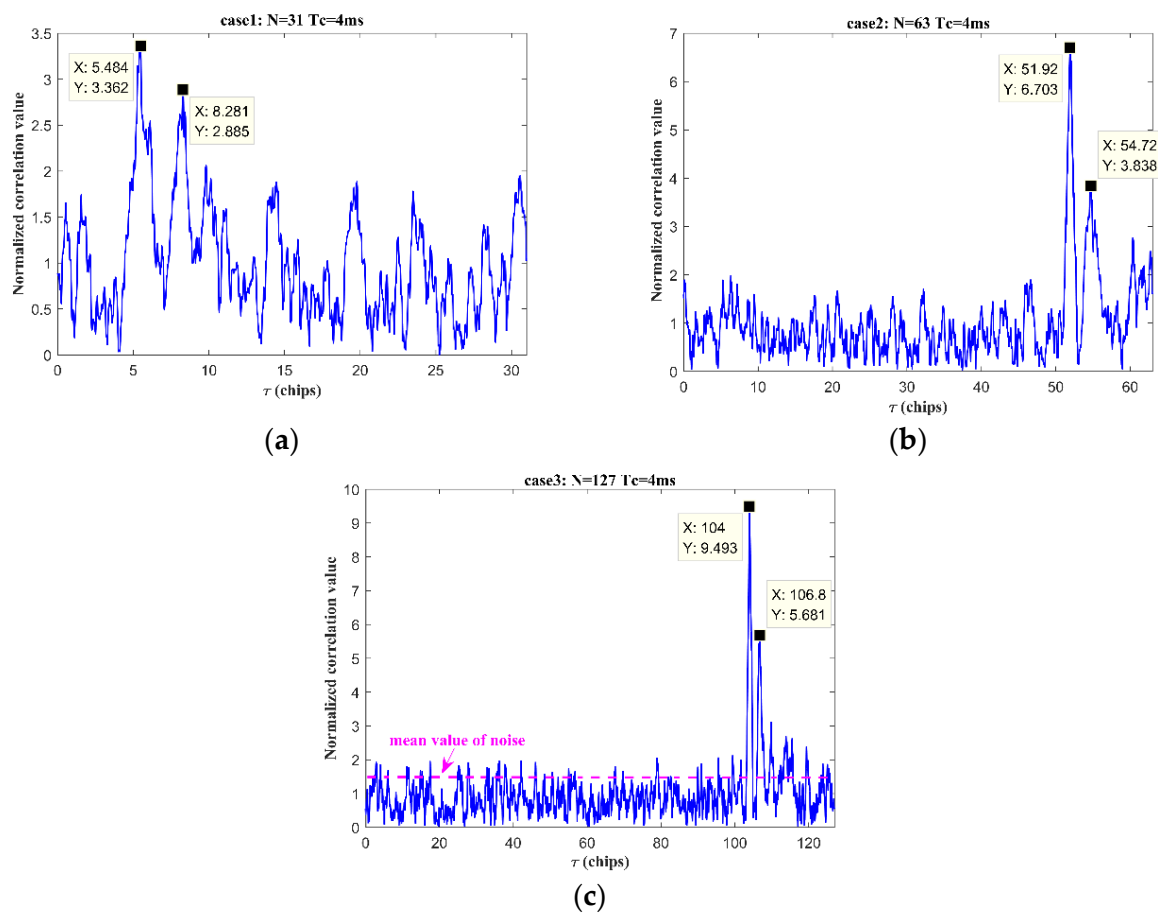 case1: N=31 Tc=4ms
Normalized correlation value
3.5
3
2.5
2
1.5
1
0.5
0
X: 5.484
Y: 3.362
X: 8.281
Y: 2.885
0 5 10 15 20 25 30
τ (chips)
(a)
case2: N=63 Tc=4ms
Normalized correlation value
7
6
5
4
3
2
1
0
X: 51.92
Y: 6.703
X: 54.72
Y: 3.838
0 10 20 30 40 50 60
τ (chips)
(b)
case3: N=127 Tc=4ms
Normalized correlation value
10
9
8
7
6
5
4
3
2
1
0
X: 104
Y: 9.493
X: 106.8
Y: 5.681
mean value of noise
0 20 40 60 80 100 120
τ (chips)
(c)